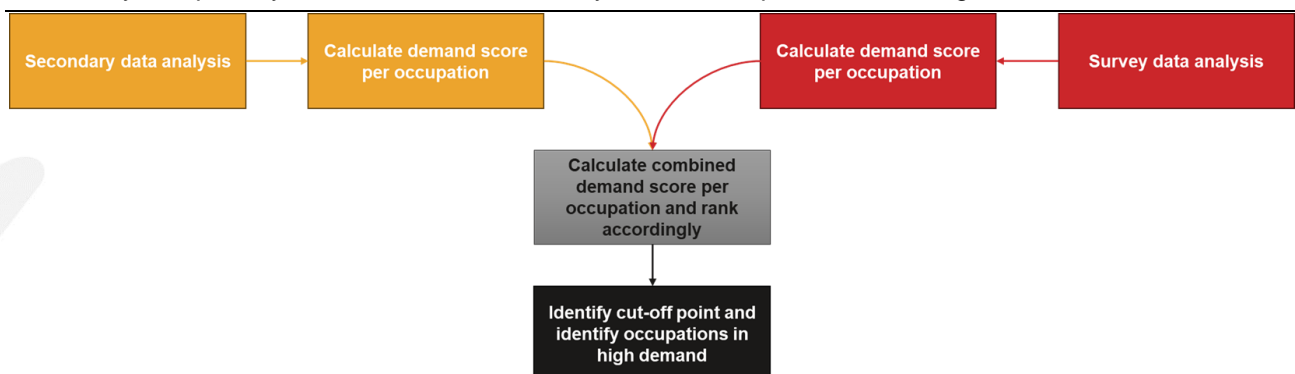 Secondary data analysis
Calculate demand score
per occupation
Calculate demand score
per occupation
Survey data analysis
Calculate combined
demand score per
occupation and rank
accordingly
Identify cut-off point and
identify occupations in
high demand